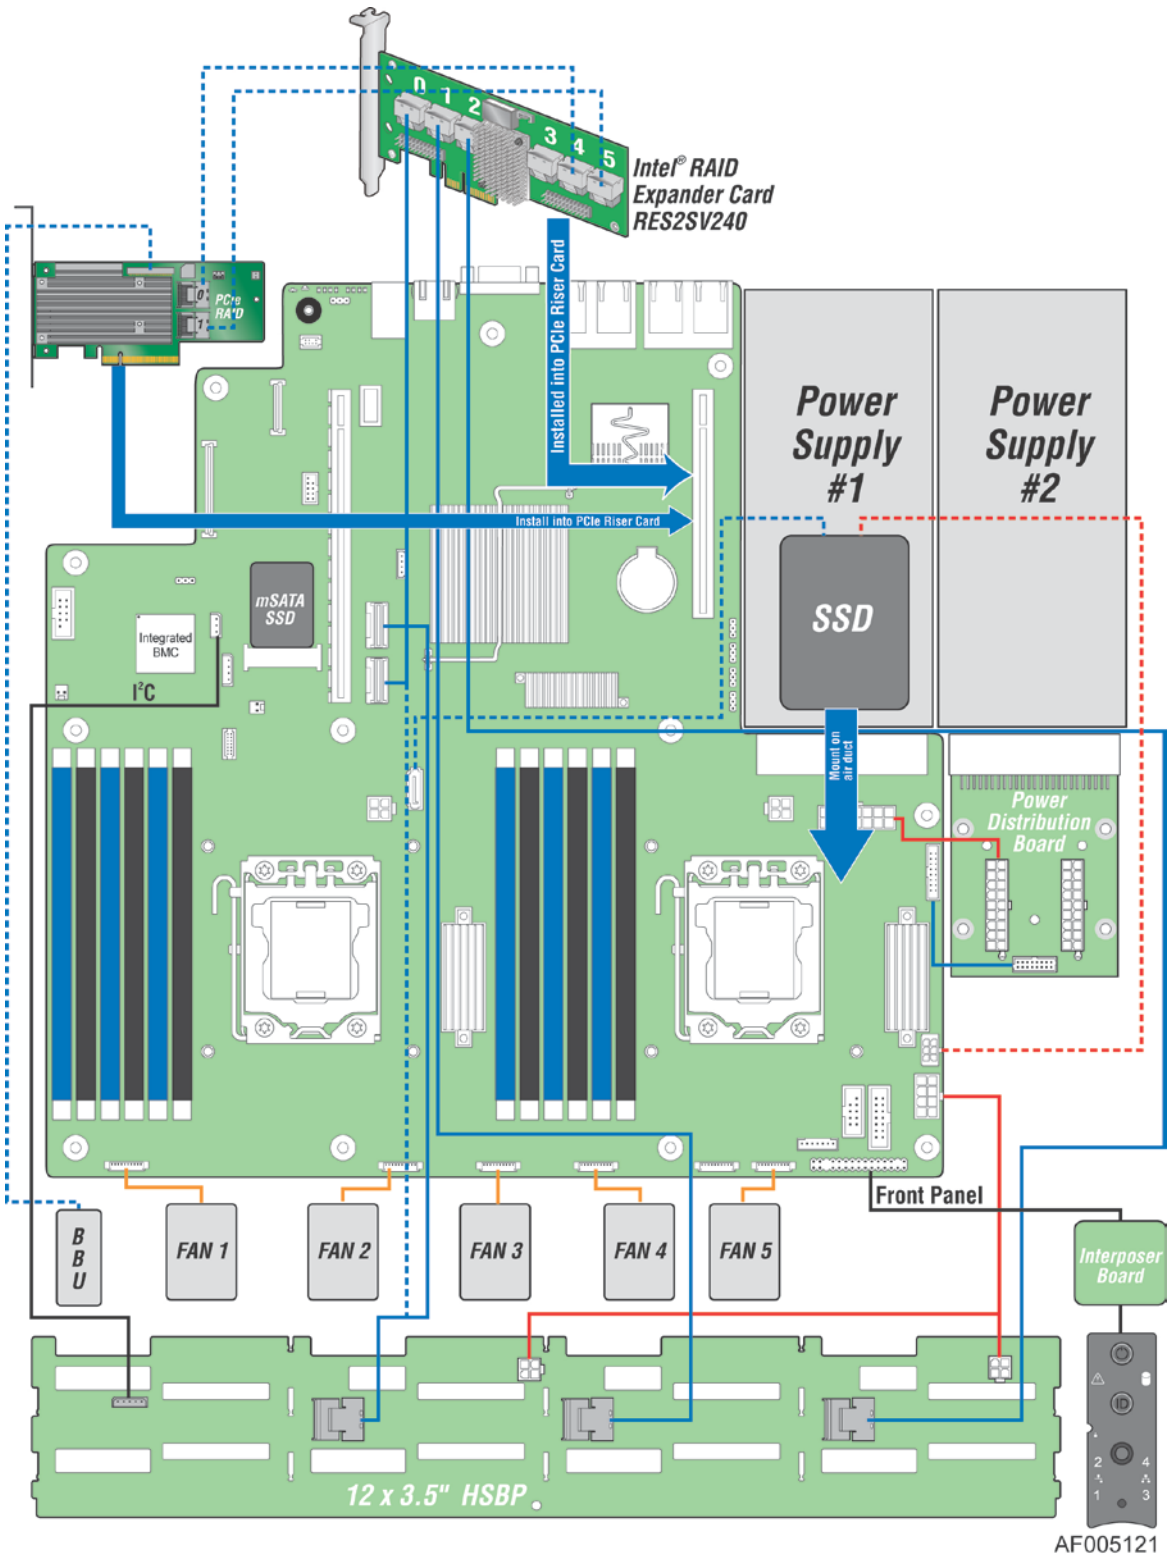 0
1
2
3
4
5
Intel® RAID
Expander Card
RES2SV240
0
1
PCIe
RAID
Installed into PCIe Riser Card
Install into PCIe Riser Card
Power
Supply
#1
Power
Supply
#2
SSD
mSATA
SSD
Integrated
BMC
I²C
Mount on
air duct
Power
Distribution
Board
Front Panel
B
B
U
FAN 1
FAN 2
FAN 3
FAN 4
FAN 5
Interposer
Board
ID
2
4
1
3
12 x 3.5" HSBP
AF005121